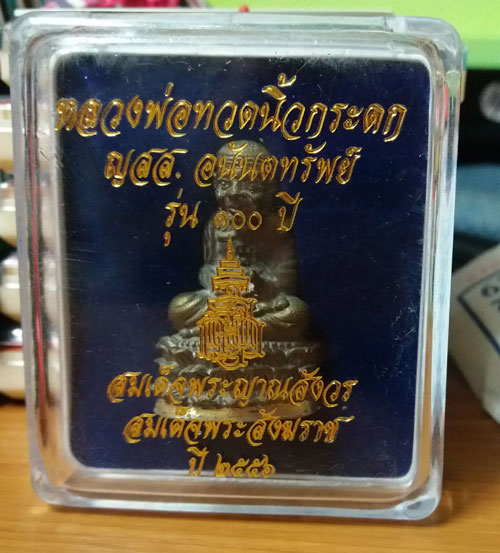 หลวงพ่อทวดนิ้วกระดก
ญสส. อนันตทรัพย์
รุ่น ๑๐๐ ปี
สมเด็จพระญาณสังวร
สมเด็จพระสังฆราช
ปี ๒๕๕๖